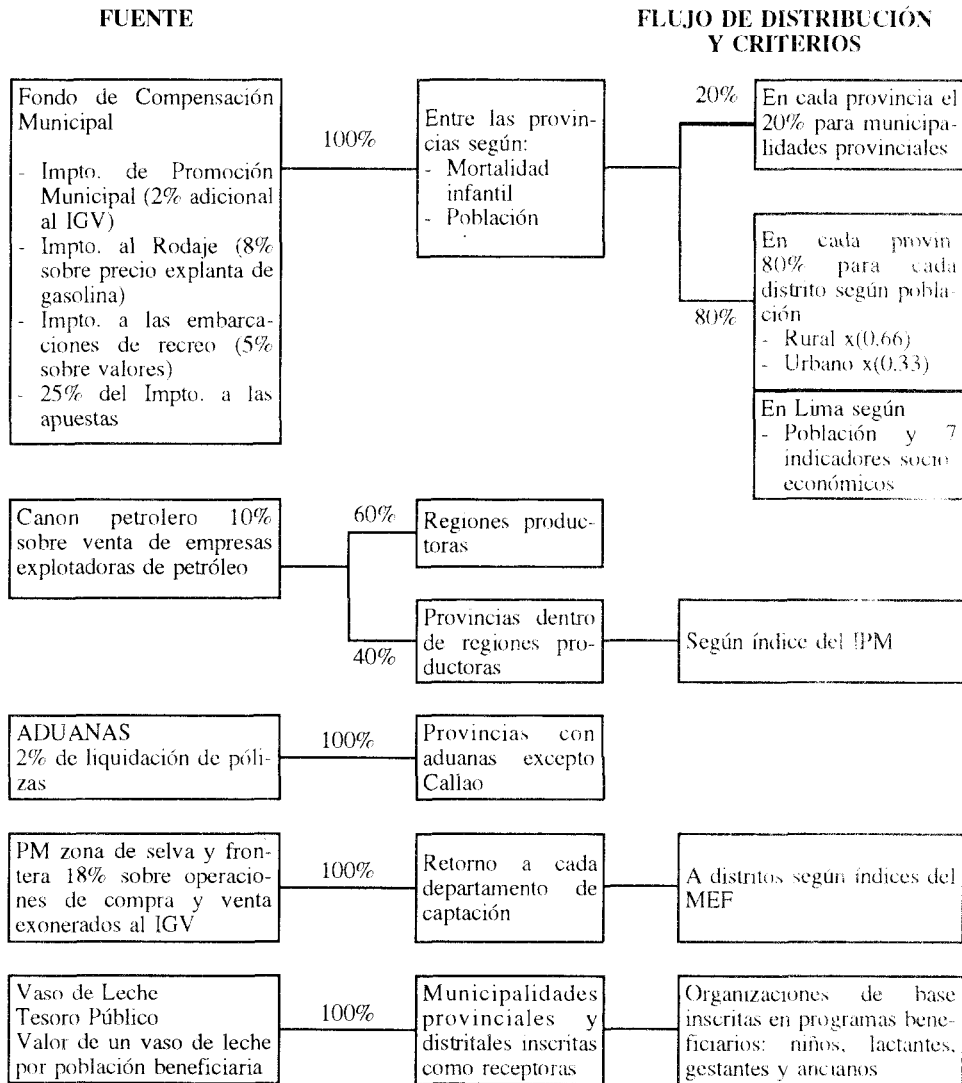 FUENTE
FLUJO DE DISTRIBUCIÓN
Y CRITERIOS
Fondo de Compensación
Municipal
- Impto. de Promoción
Municipal (2% adicional
al IGV)
- Impto. al Rodaje (8%
sobre precio explanta de
gasolina)
- Impto. a las embarca-
ciones de recreo (5%
sobre valores)
- 25% del Impto. a las
apuestas
100%
Entre las provin-
cias según:
- Mortalidad
infantil
- Población
20%
En cada provincia el
20% para municipa-
lidades provinciales
80%
En cada provin
80% para cada
distrito según pobla-
ción
- Rural x(0.66)
- Urbano x(0.33)
En Lima según
- Población y 7
indicadores socio
económicos
Canon petrolero 10%
sobre venta de empresas
explotadoras de petróleo
60%
Regiones produc-
toras
40%
Provincias dentro
de regiones pro-
ductoras
Según índice del IPM
ADUANAS
2% de liquidación de póli-
zas
100%
Provincias con
aduanas excepto
Callao
PM zona de selva y fron-
tera 18% sobre operacio-
nes de compra y venta
exonerados al IGV
100%
Retorno a cada
departamento de
captación
A distritos según índices del
MEF
Vaso de Leche
Tesoro Público
Valor de un vaso de leche
por población beneficiaria
100%
Municipalidades
provinciales y
distritales inscritas
como receptoras
Organizaciones de base
inscritas en programas bene-
ficiarios: niños, lactantes,
gestantes y ancianos